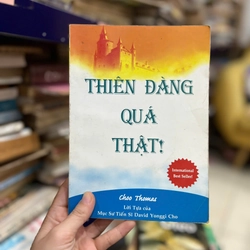 THIÊN ĐÀNG
QUÁ
THẬT!
International
Best Seller!
Choo Thomas
Lời Tựa của
Mục Sư Tiến Sĩ David Yonggi Cho